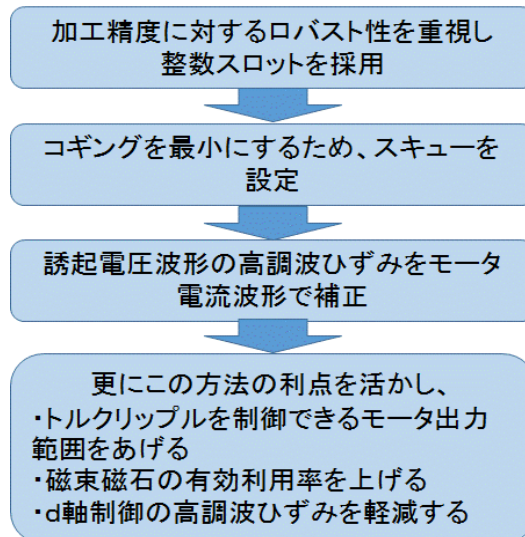 加工精度に対するロバスト性を重視し
整数スロットを採用
コギングを最小にするため、スキューを
設定
誘起電圧波形の高調波ひずみをモータ
電流波形で補正
更にこの方法の利点を活かし、
・トルクリップルを制御できるモータ出力
範囲をあげる
・磁束磁石の有効利用率を上げる
・d軸制御の高調波ひずみを軽減する